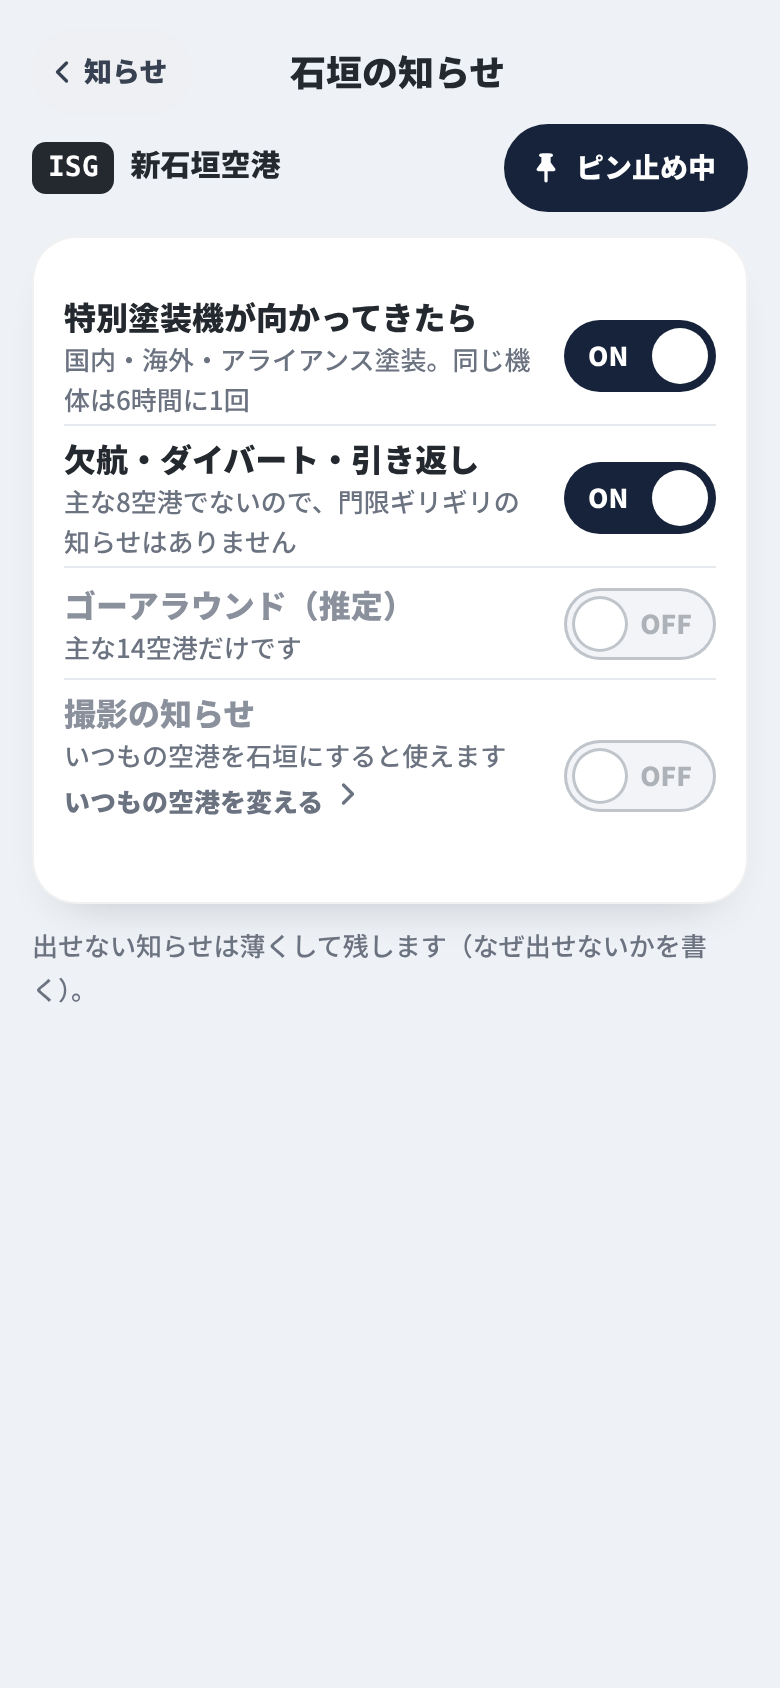 知らせ
石垣の知らせ
ISG 新石垣空港
ピン止め中
特別塗装機が向かってきたら
国内・海外・アライアンス塗装。同じ機
体は6時間に1回
ON
欠航・ダイバート・引き返し
主な8空港でないので、門限ギリギリの
知らせはありません
ON
ゴーアラウンド（推定）
主な14空港だけです
OFF
撮影の知らせ
いつもの空港を石垣にすると使えます
いつもの空港を変える
OFF
出せない知らせは薄くして残します（なぜ出せないかを書
く）。